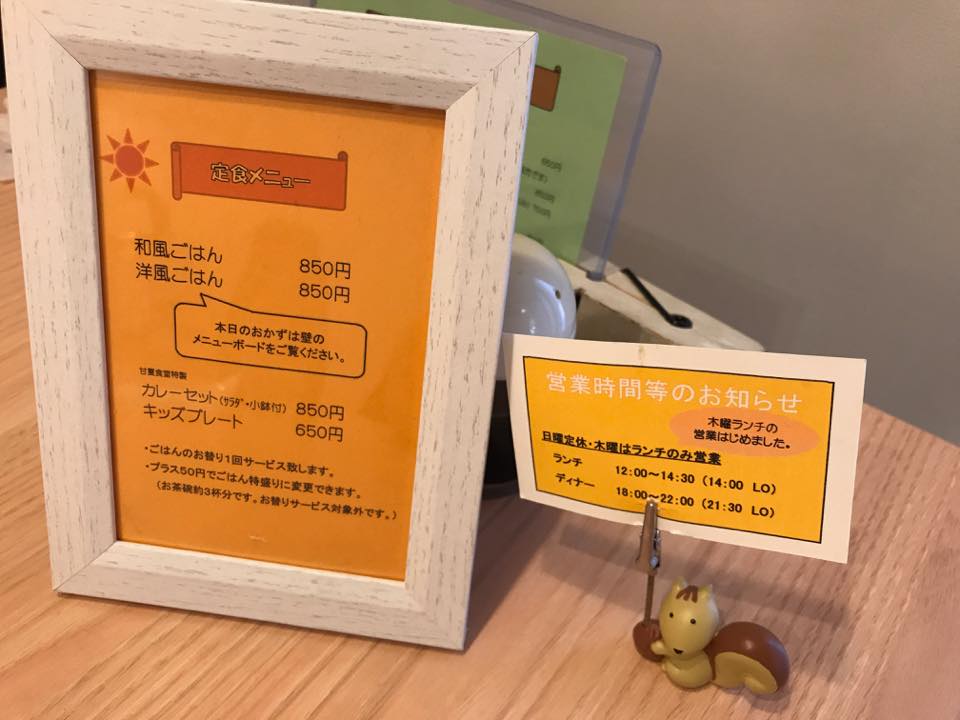 定食メニュー
和風ごはん 850円
洋風ごはん 850円
本日のおかずは壁の
メニューボードをご覧ください。
甘夏食堂特製
カレーセット(ｻﾗﾀﾞ・小鉢付) 850円
キッズプレート 650円
・ごはんのお替り1回サービス致します。
・プラス50円でごはん特盛りに変更できます。
(お茶碗約3杯分です。お替りサービス対象外です。)
営業時間等のお知らせ
木曜ランチの
営業はじめました。
日曜定休・木曜はランチのみ営業
ランチ 12:00～14:30 (14:00 LO)
ディナー 18:00～22:00 (21:30 LO)